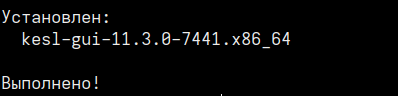 Установлен:
kesl-gui-11.3.0-7441.x86_64
Выполнено!